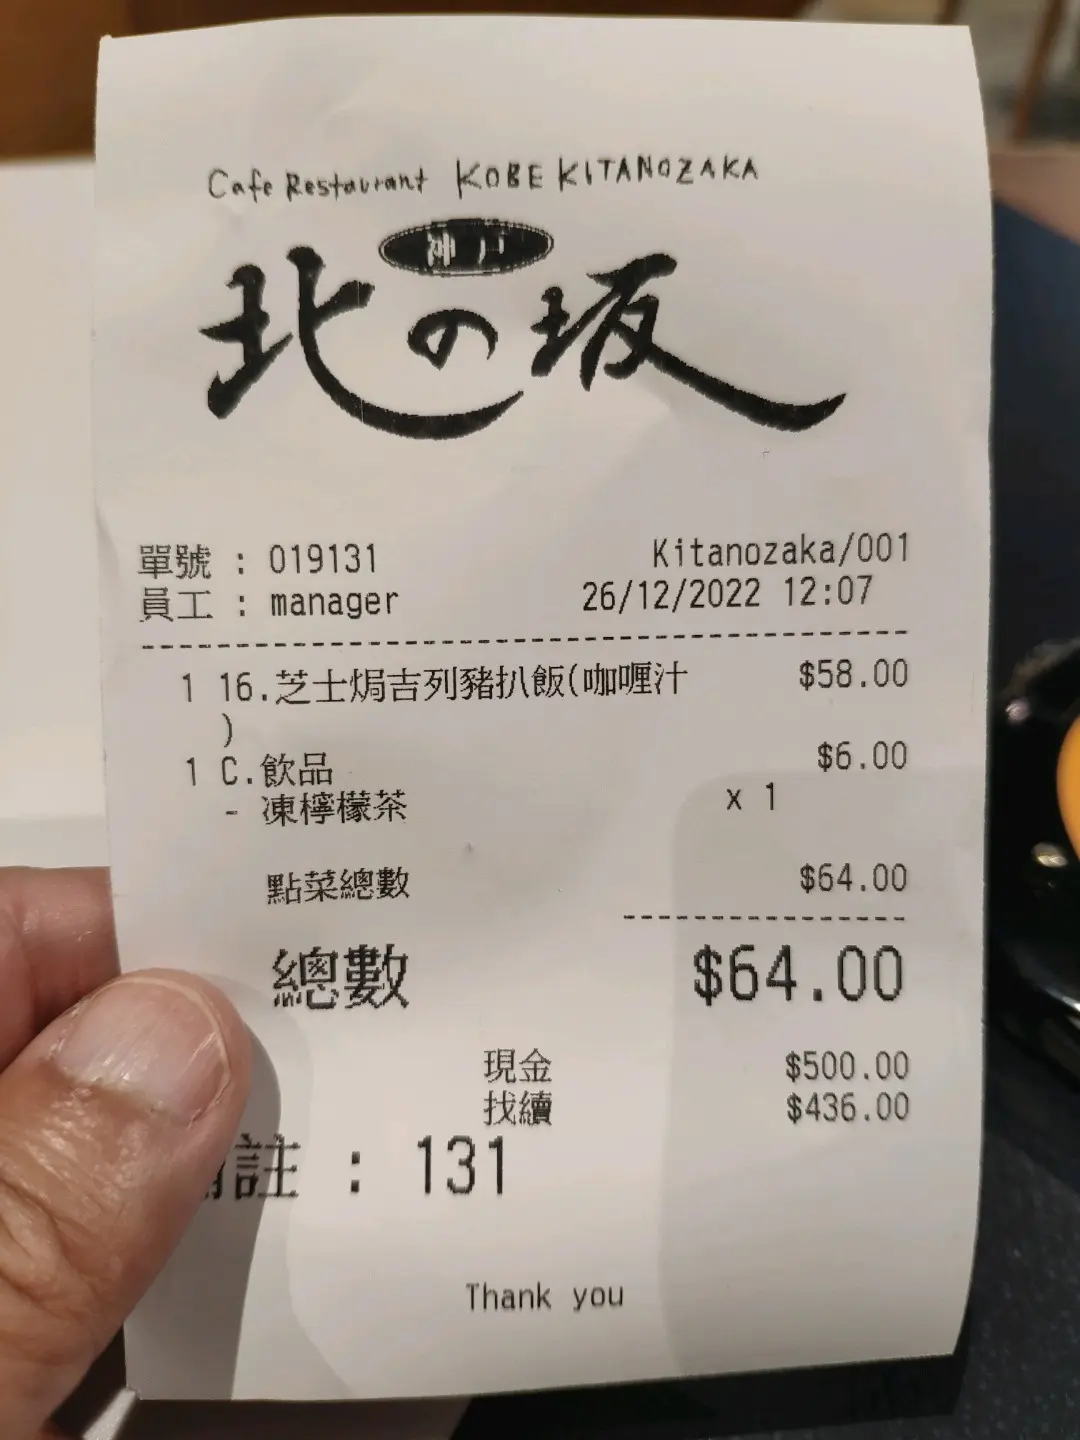 Cafe Restaurant KOBE KITANOZAKA
北の坂
單號 : 019131 Kitanozaka/001
員工 : manager 26/12/2022 12:07
1 16.芝士焗吉列豬扒飯(咖喱汁 $58.00
)
1 C.飲品 $6.00
- 凍檸檬茶 x 1
點菜總數 $64.00
總數 $64.00
現金 $500.00
找續 $436.00
註 : 131
Thank you